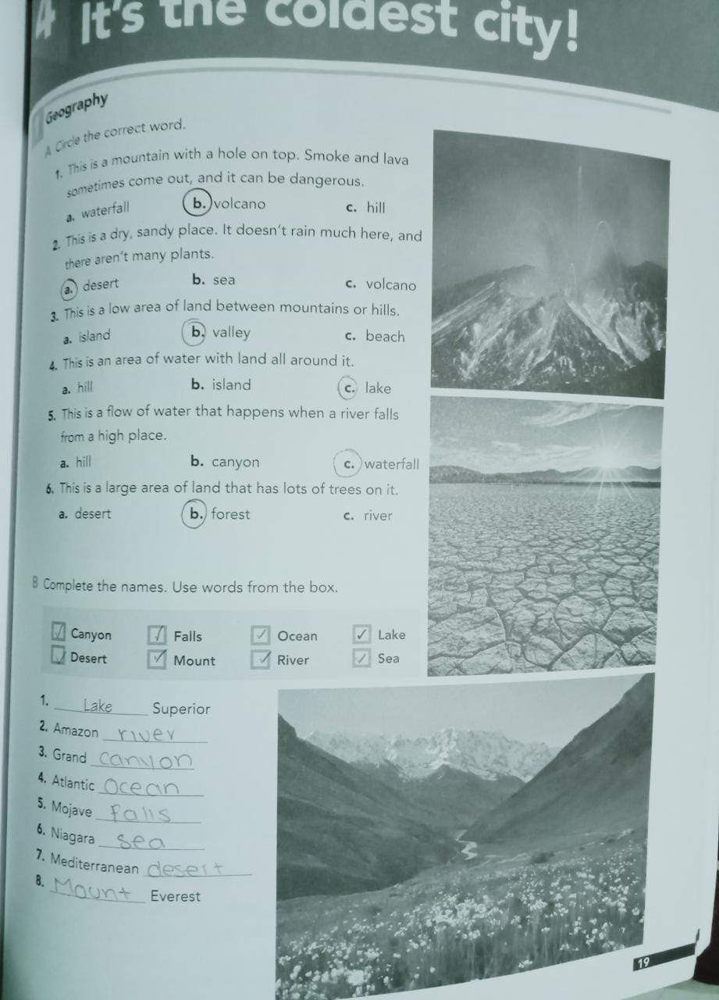 4 It's the coldest city!
Geography
A Circle the correct word.
1. This is a mountain with a hole on top. Smoke and lava
sometimes come out, and it can be dangerous.
a. waterfall b. volcano c. hill
2. This is a dry, sandy place. It doesn't rain much here, and
there aren't many plants.
a. desert b. sea c. volcano
3. This is a low area of land between mountains or hills.
a. island b. valley c. beach
4. This is an area of water with land all around it.
a. hill b. island c. lake
5. This is a flow of water that happens when a river falls
from a high place.
a. hill b. canyon c. waterfall
6. This is a large area of land that has lots of trees on it.
a. desert b. forest c. river
B Complete the names. Use words from the box.
✓ Canyon ✓ Falls ✓ Ocean ✓ Lake
✓ Desert ✓ Mount ✓ River ✓ Sea
1. Lake Superior
2. Amazon river
3. Grand canyon
4. Atlantic Ocean
5. Mojave falls
6. Niagara sea
7. Mediterranean desert
8. Mount Everest
19